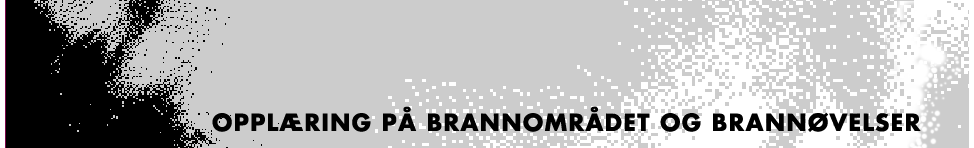 OPPLÆRING PÅ BRANNOMRÅDET OG BRANNØVELSER